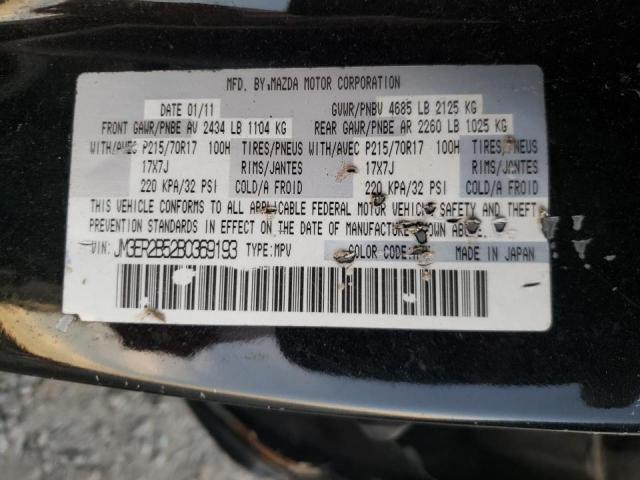 MFD. BY MAZDA MOTOR CORPORATION
DATE 01/11 GVWR/PNBV 4685 LB 2125 KG
FRONT GAWR/PNBE AV 2434 LB 1104 KG REAR GAWR/PNBE AR 2260 LB 1025 KG
WITH/AVEC P215/70R17 100H TIRES/PNEUS WITH/AVEC P215/70R17 100H TIRES/PNEUS
17X7J RIMS/JANTES 17X7J RIMS/JANTES
220 KPA/32 PSI COLD/A FROID 220 KPA/32 PSI COLD/A FROID
THIS VEHICLE CONFORMS TO ALL APPLICABLE FEDERAL MOTOR VEHICLE SAFETY AND THEFT
PREVENTION STANDARDS IN EFFECT ON THE DATE OF MANUFACTURE SHOWN ABOVE.
VIN: JM3ER2B52B0369193 TYPE: MPV COLOR CODE: MADE IN JAPAN